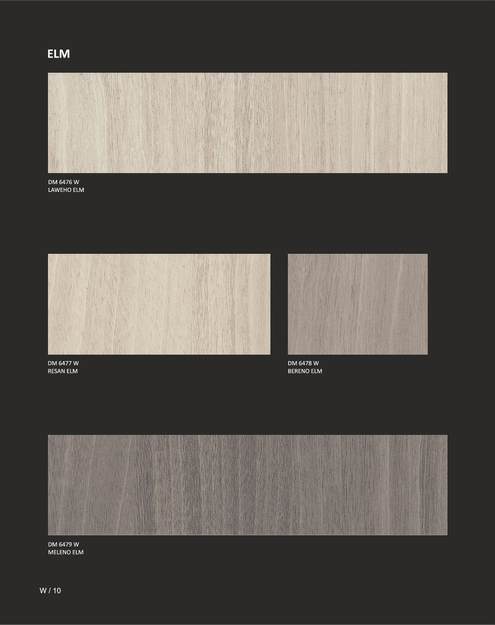 ELM
DM 6476 W
LAWEHO ELM
DM 6477 W
RESAN ELM
DM 6478 W
BERENO ELM
DM 6479 W
MELENO ELM
W / 10